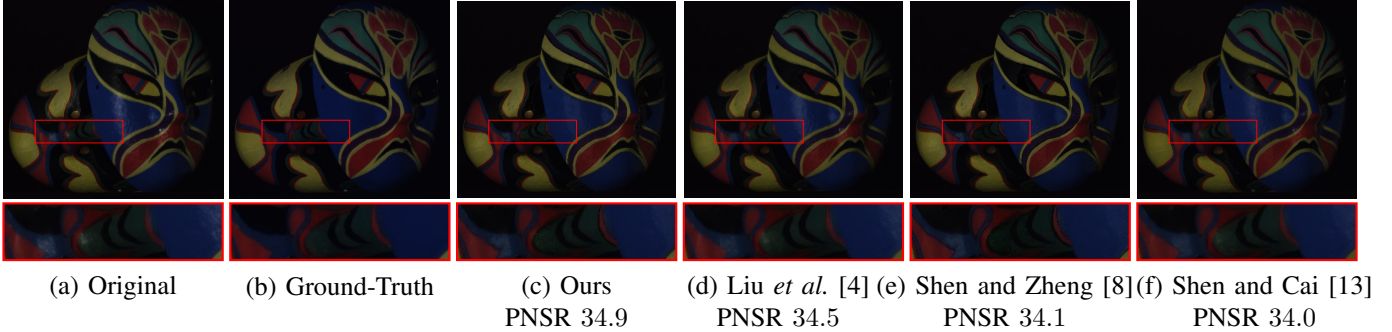 (a) Original (b) Ground-Truth (c) Ours (d) Liu et al. [4] (e) Shen and Zheng [8] (f) Shen and Cai [13]
PNSR 34.9 PNSR 34.5 PNSR 34.1 PNSR 34.0